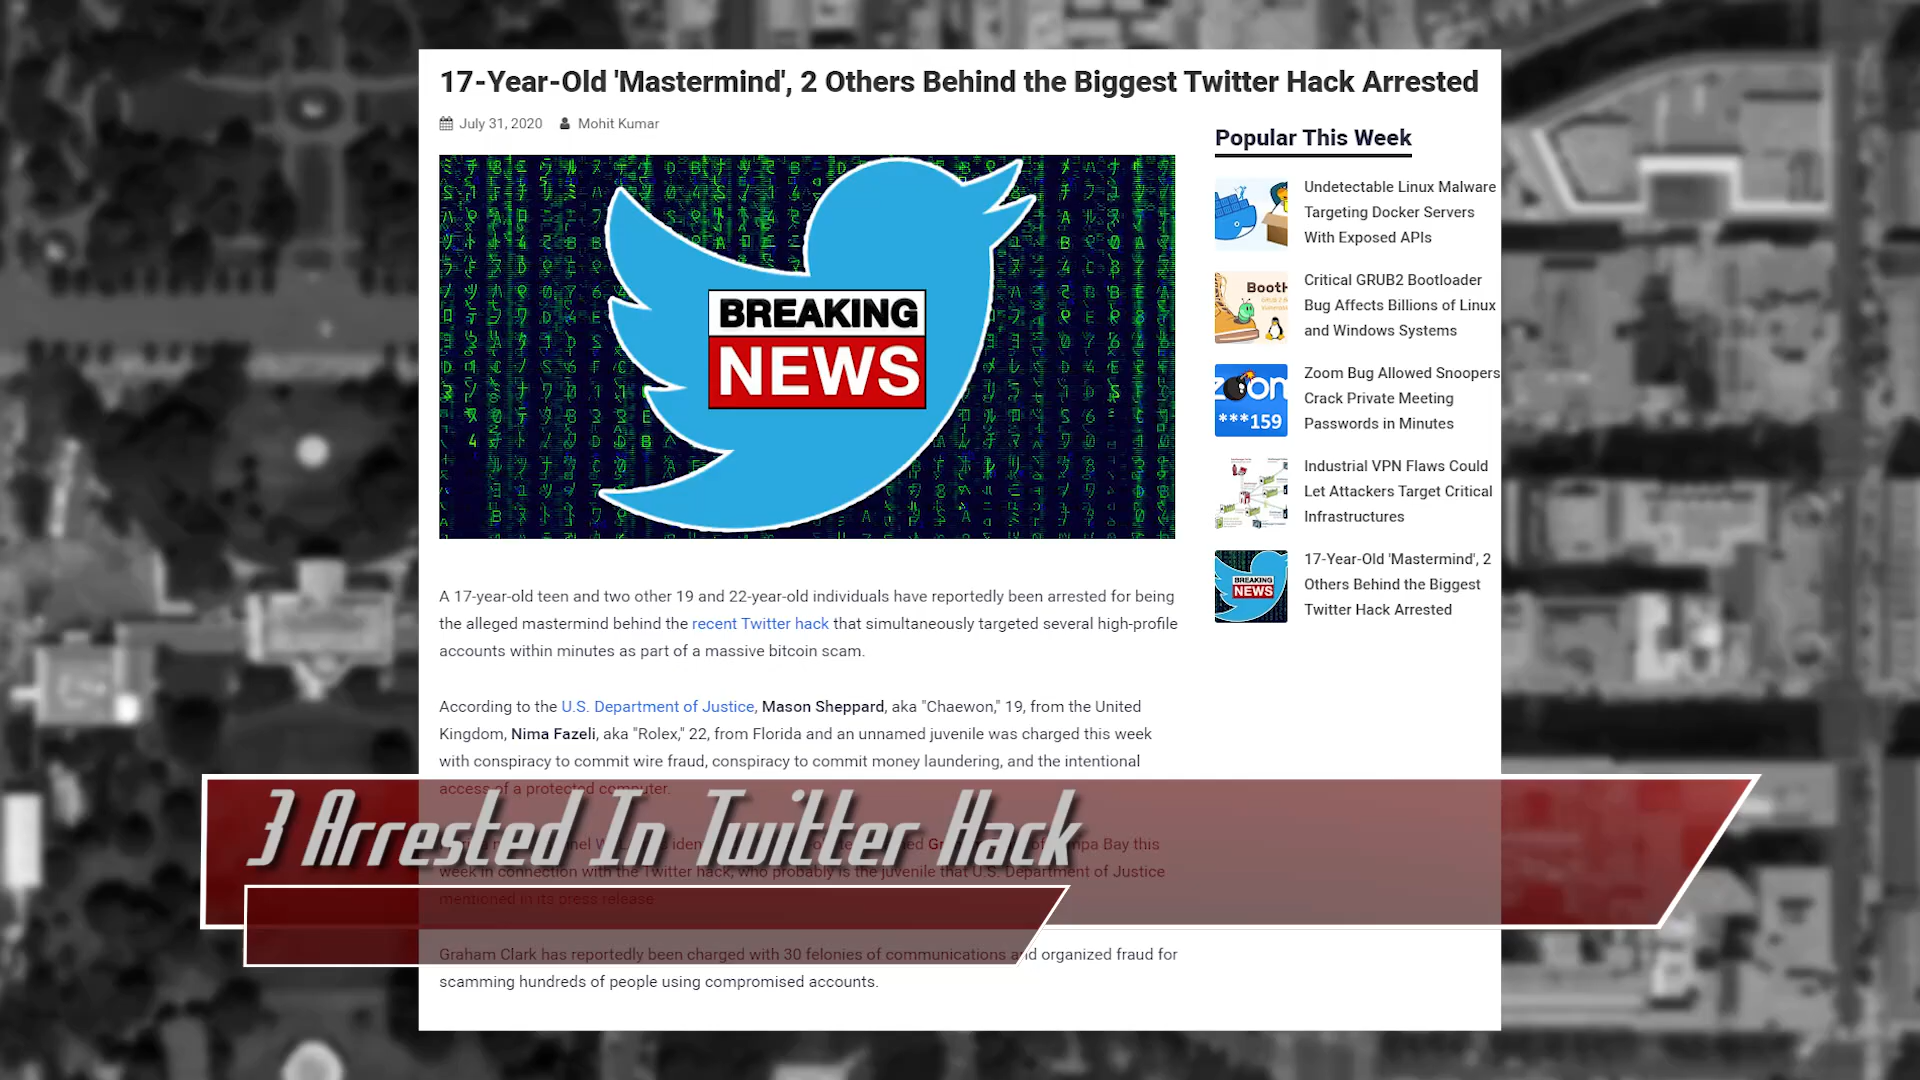 17-Year-Old 'Mastermind', 2 Others Behind the Biggest Twitter Hack Arrested
July 31, 2020 Mohit Kumar
BREAKING
NEWS
A 17-year-old teen and two other 19 and 22-year-old individuals have reportedly been arrested for being
the alleged mastermind behind the recent Twitter hack that simultaneously targeted several high-profile
accounts within minutes as part of a massive bitcoin scam.
According to the U.S. Department of Justice, Mason Sheppard, aka "Chaewon," 19, from the United
Kingdom, Nima Fazeli, aka "Rolex," 22, from Florida and an unnamed juvenile was charged this week
with conspiracy to commit wire fraud, conspiracy to commit money laundering, and the intentional
access of a protected computer.
3 Arrested In Twitter Hack
this
week in connection with the Twitter hack, who probably is the juvenile that U.S. Department of Justice
mentioned in its press release
Graham Clark has reportedly been charged with 30 felonies of communications and organized fraud for
scamming hundreds of people using compromised accounts.
Popular This Week
Undetectable Linux Malware
Targeting Docker Servers
With Exposed APIs
Critical GRUB2 Bootloader
Bug Affects Billions of Linux
and Windows Systems
Zoom Bug Allowed Snoopers
Crack Private Meeting
Passwords in Minutes
***159
Industrial VPN Flaws Could
Let Attackers Target Critical
Infrastructures
17-Year-Old 'Mastermind', 2
Others Behind the Biggest
Twitter Hack Arrested
BREAKING
NEWS